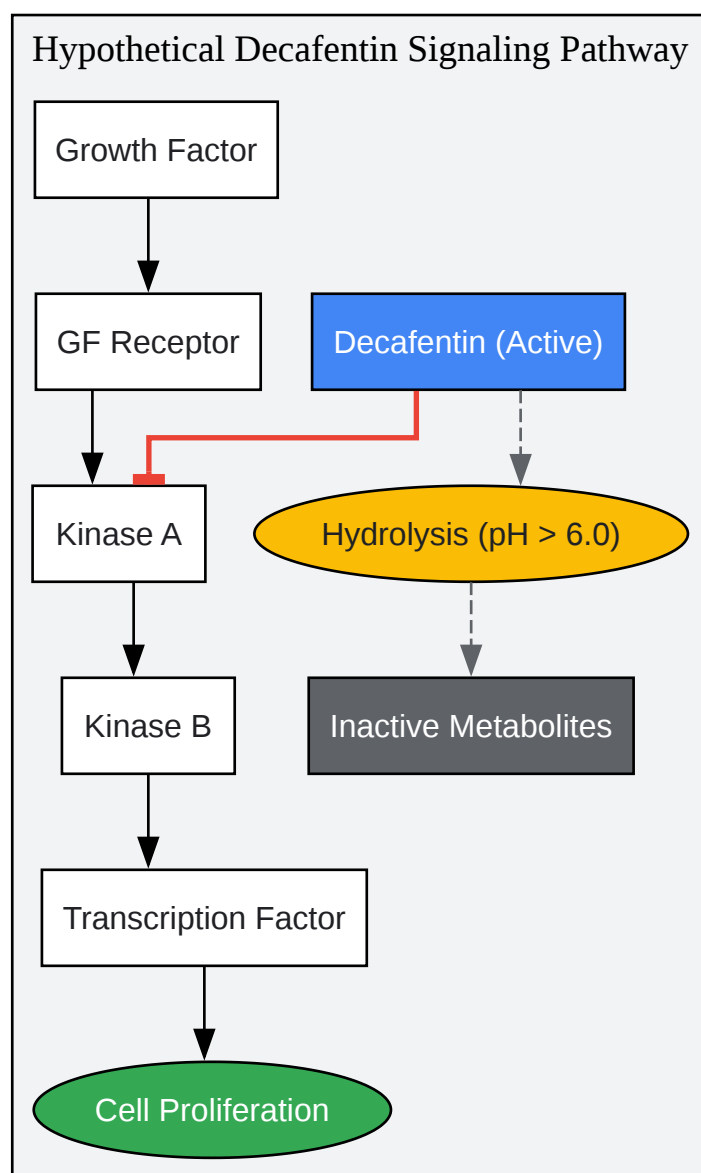 Hypothetical Decafentin Signaling Pathway
Growth Factor
GF Receptor
Decafentin (Active)
Kinase A
Hydrolysis (pH > 6.0)
Kinase B
Inactive Metabolites
Transcription Factor
Cell Proliferation